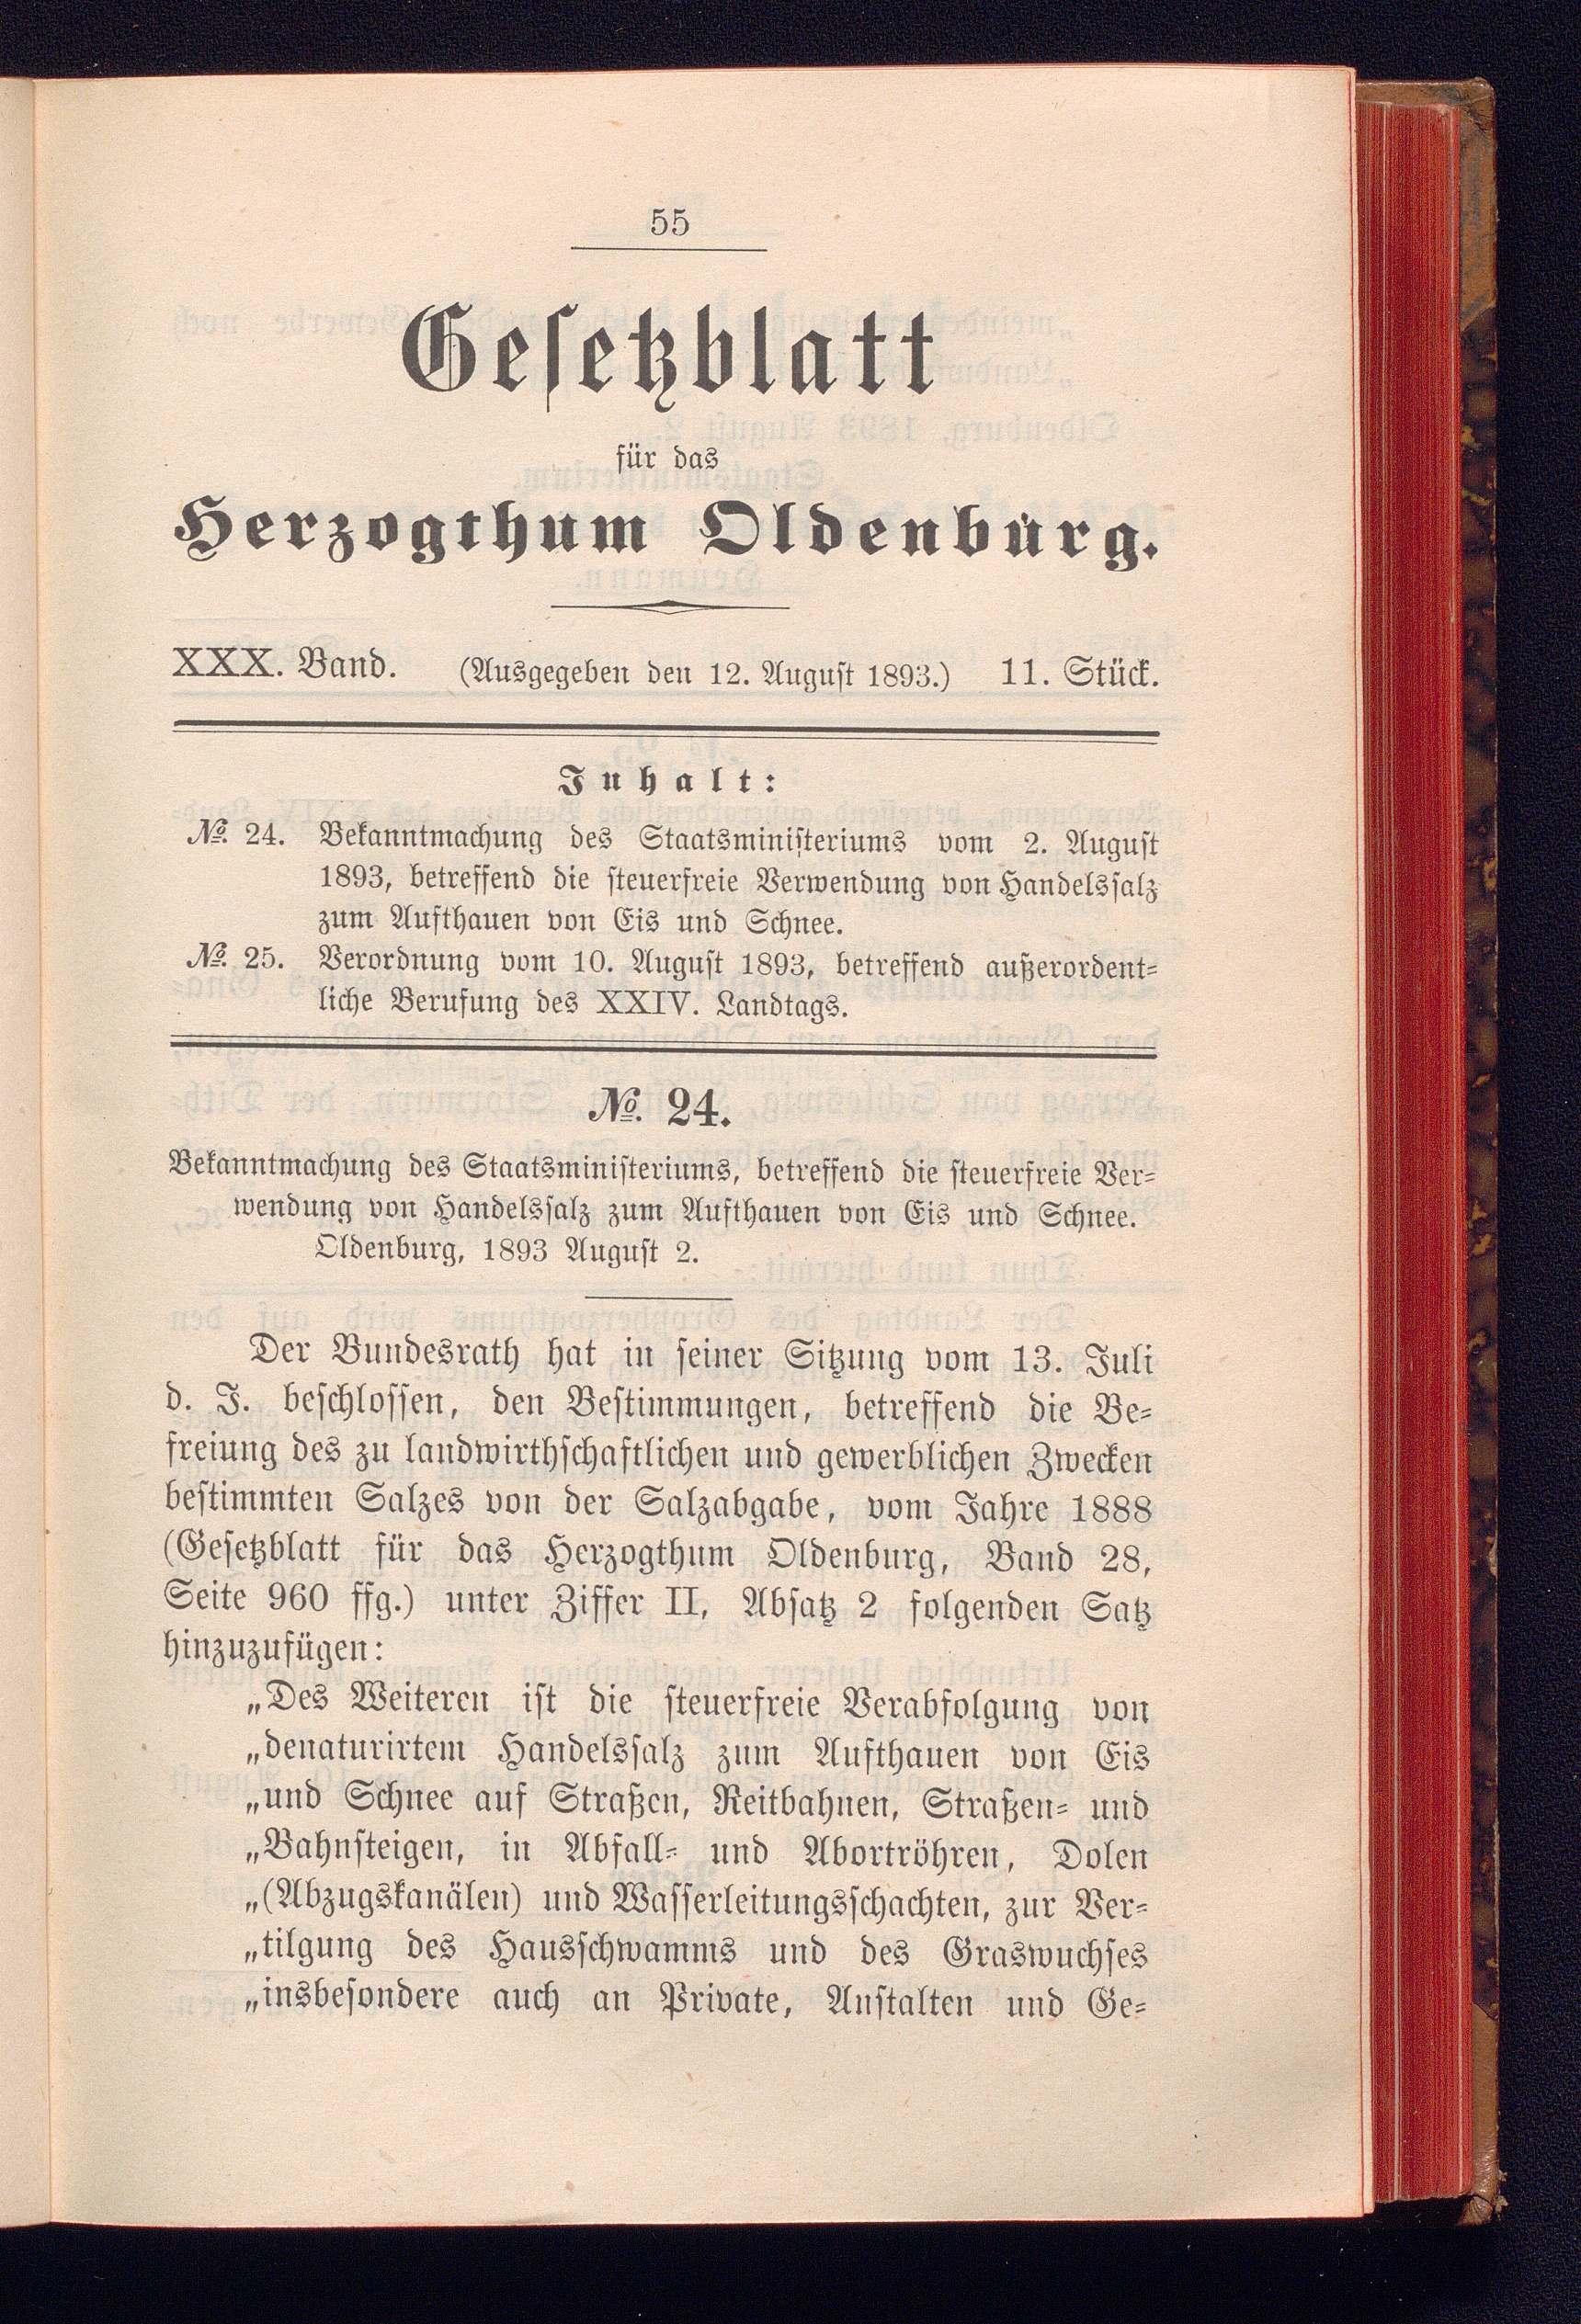 55
Gesetzblatt
für das
Herzogthum Oldenburg.
XXX. Band. (Ausgegeben den 12. August 1893.) 11. Stück.
Inhalt:
№. 24. Bekanntmachung des Staatsministeriums vom 2. August
1893, betreffend die steuerfreie Verwendung von Handelssalz
zum Aufthauen von Eis und Schnee.
№. 25. Verordnung vom 10. August 1893, betreffend außerordent-
liche Berufung des XXIV. Landtags.
№. 24.
Bekanntmachung des Staatsministeriums, betreffend die steuerfreie Ver-
wendung von Handelssalz zum Aufthauen von Eis und Schnee.
Oldenburg, 1893 August 2.
Der Bundesrath hat in seiner Sitzung vom 13. Juli
d. J. beschlossen, den Bestimmungen, betreffend die Be-
freiung des zu landwirthschaftlichen und gewerblichen Zwecken
bestimmten Salzes von der Salzabgabe, vom Jahre 1888
(Gesetzblatt für das Herzogthum Oldenburg, Band 28,
Seite 960 ffg.) unter Ziffer II, Absatz 2 folgenden Satz
hinzuzufügen:
„Des Weiteren ist die steuerfreie Verabfolgung von
„denaturirtem Handelssalz zum Aufthauen von Eis
„und Schnee auf Straßen, Reitbahnen, Straßen- und
„Bahnsteigen, in Abfall- und Abortröhren, Dolen
„(Abzugskanälen) und Wasserleitungsschachten, zur Ver-
„tilgung des Hausschwamms und des Graswuchses
„insbesondere auch an Private, Anstalten und Ge-